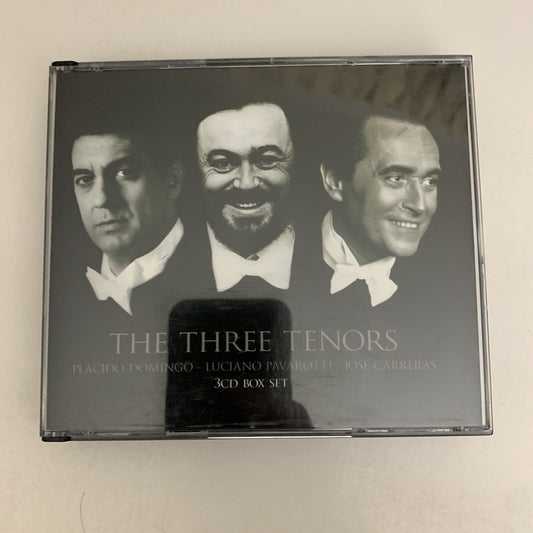 THE THREE TENORS
PLACIDO DOMINGO - LUCIANO PAVAROTTI - JOSE CARRERAS
3CD BOX SET